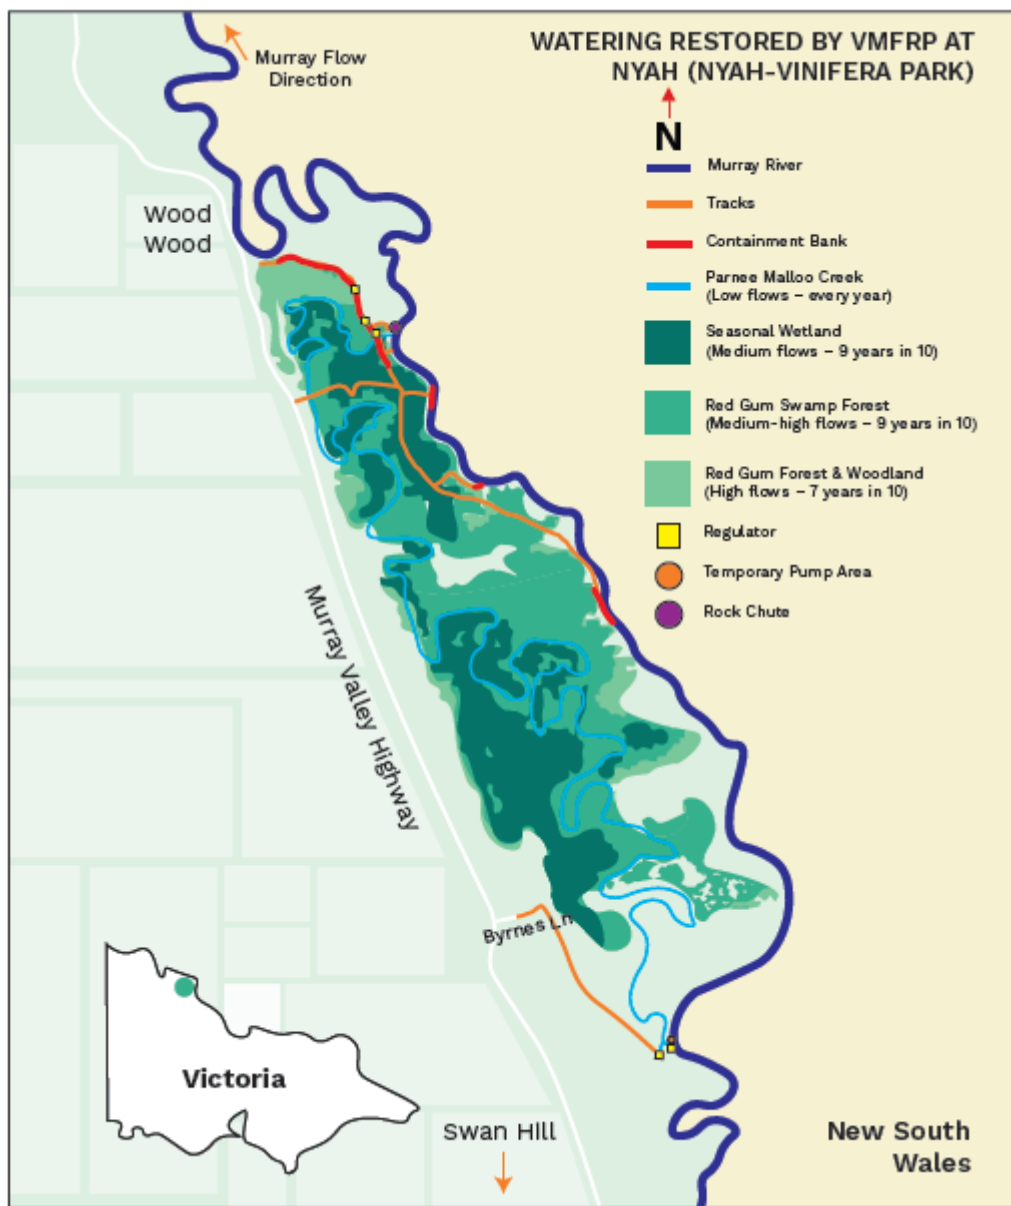 WATERING RESTORED BY VMFRP AT
NYAH (NYAH-VINIFERA PARK)
Murray Flow
Direction
N
Murray River
Tracks
Containment Bank
Parnee Malloo Creek
(Low flows – every year)
Seasonal Wetland
(Medium flows – 9 years in 10)
Red Gum Swamp Forest
(Medium-high flows – 9 years in 10)
Red Gum Forest & Woodland
(High flows – 7 years in 10)
Regulator
Temporary Pump Area
Rock Chute
Wood
Wood
Murray Valley Highway
Byrnes Ln
Victoria
Swan Hill
New South
Wales